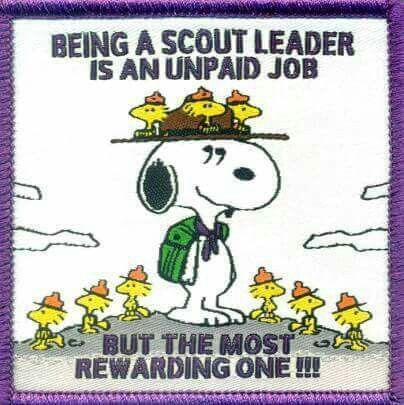 BEING A SCOUT LEADER
IS AN UNPAID JOB
BUT THE MOST
REWARDING ONE !!!